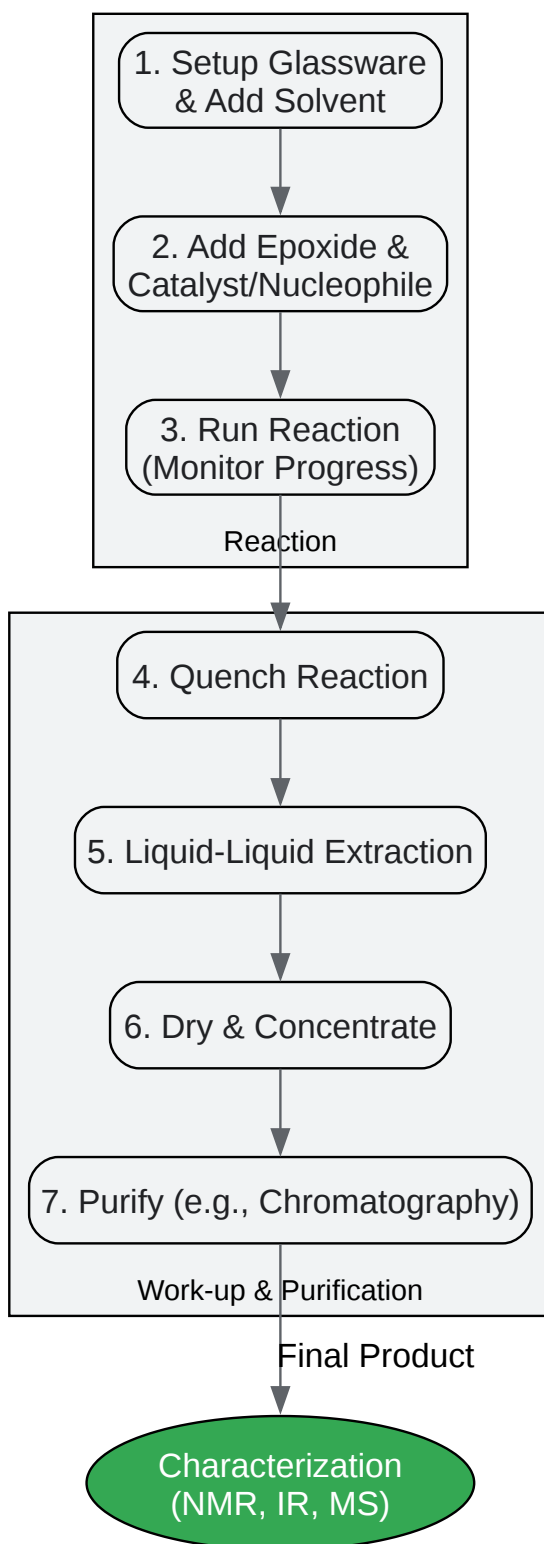 1. Setup Glassware
& Add Solvent
2. Add Epoxide &
Catalyst/Nucleophile
3. Run Reaction
(Monitor Progress)
Reaction
4. Quench Reaction
5. Liquid-Liquid Extraction
6. Dry & Concentrate
7. Purify (e.g., Chromatography)
Work-up & Purification
Final Product
Characterization
(NMR, IR, MS)